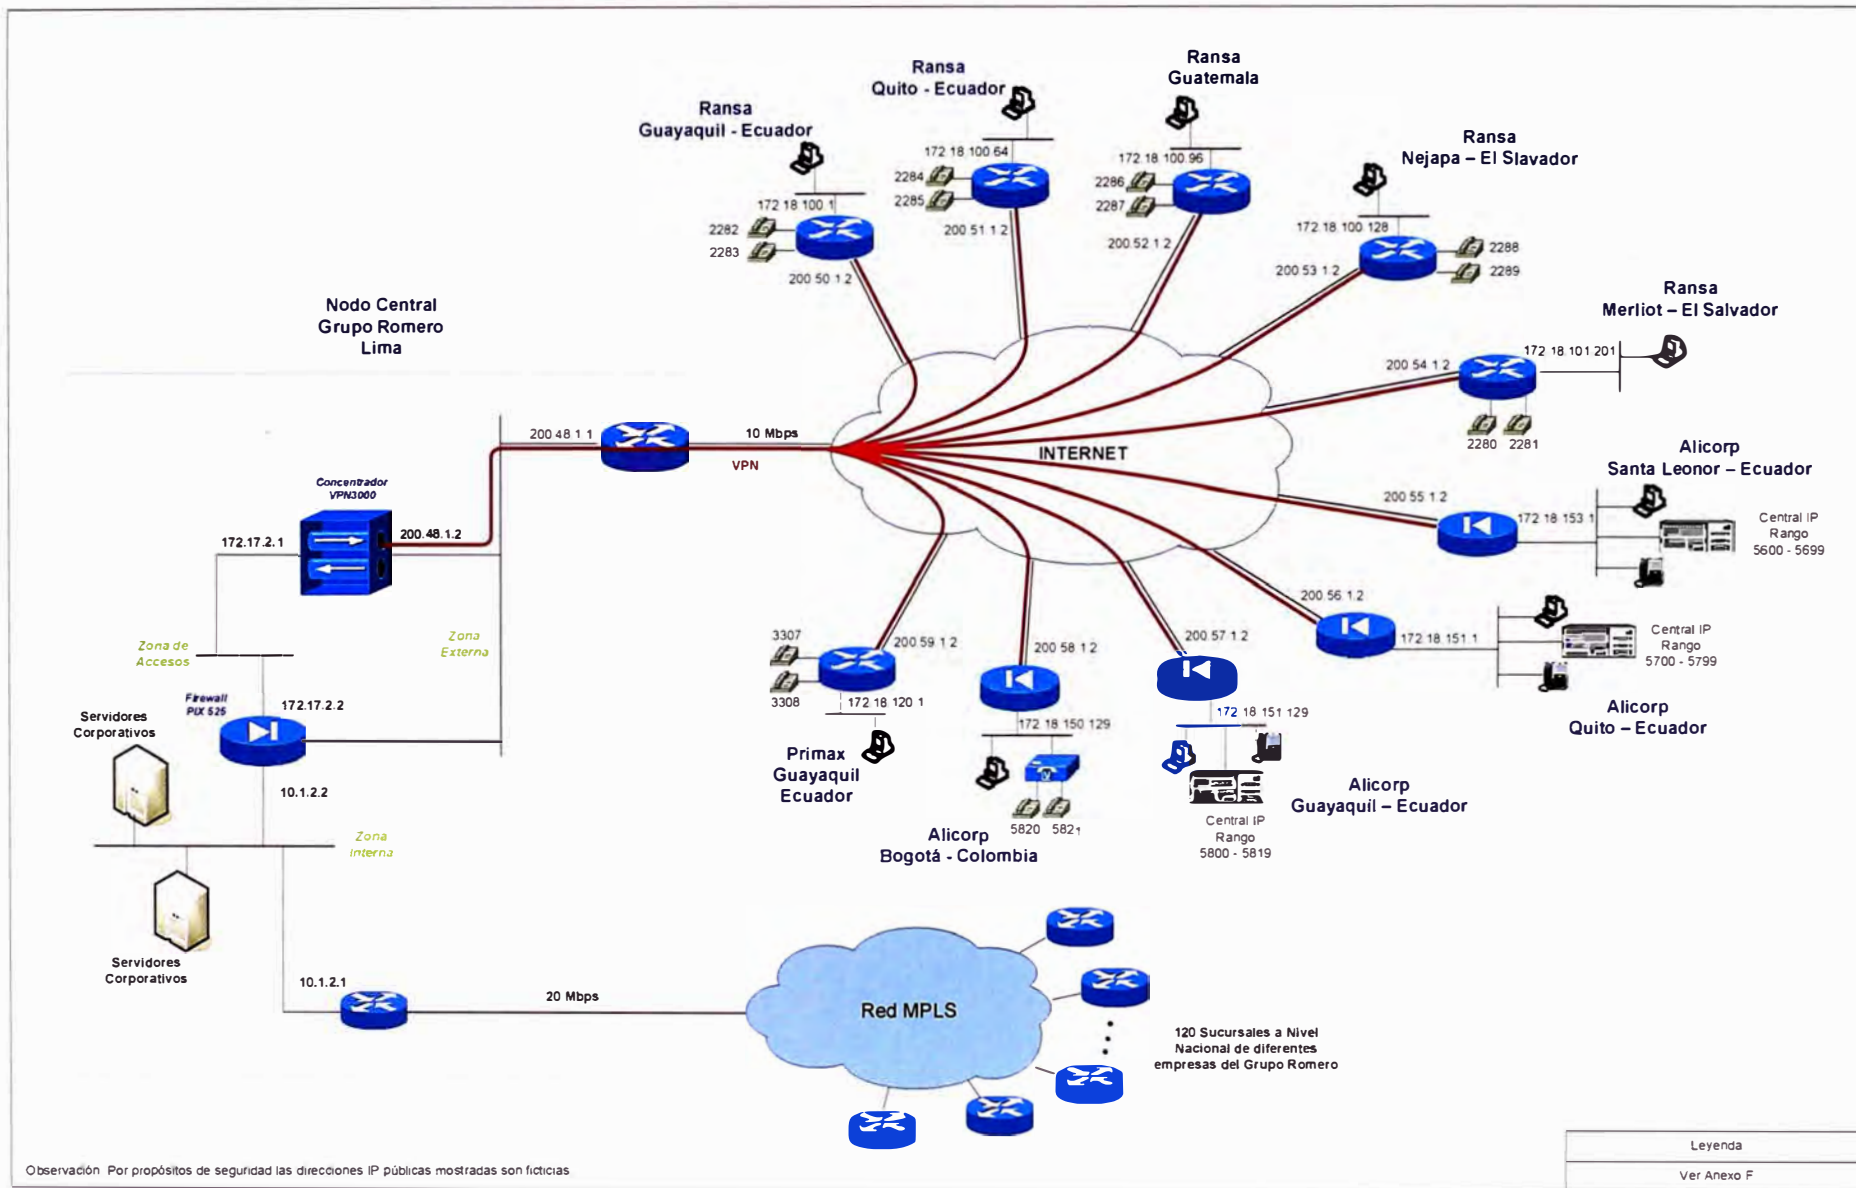 Ransa
Guayaquil - Ecuador
172 18 100 1
2282
2283
200 50 1.2
Ransa
Quito - Ecuador
172 18 100 64
2284
2285
200 51 1 2
Ransa
Guatemala
172 18 100 96
2286
2287
200 52 1 2
Ransa
Nejapa – El Slavador
172 18 100 128
2288
2289
200 53 1 2
Ransa
Merliot – El Salvador
172 18 101 201
200 54 1 2
2280 2281
Nodo Central
Grupo Romero
Lima
200 48 1 1
10 Mbps
VPN
INTERNET
Concentrador
VPN3000
172.17.2.1
200.48.1.2
Alicorp
Santa Leonor – Ecuador
200 55 1.2
172 18 153 1
Central IP
Rango
5600 - 5699
200 56 1 2
172 18 151 1
Central IP
Rango
5700 - 5799
Alicorp
Quito – Ecuador
Zona de
Accesos
Zona
Externa
Firewall
PIX 525
172.17.2.2
Servidores
Corporativos
10.1.2.2
Zona
Interna
Servidores
Corporativos
3307
3308
200 59 1 2
172 18 120 1
Primax
Guayaquil
Ecuador
200 58 1 2
172 18 150 129
5820 5821
Alicorp
Bogotá - Colombia
200 57 1 2
172 18 151 129
Central IP
Rango
5800 - 5819
Alicorp
Guayaquil – Ecuador
10.1.2.1
20 Mbps
Red MPLS
120 Sucursales a Nivel
Nacional de diferentes
empresas del Grupo Romero
Observación Por propósitos de seguridad las direcciones IP públicas mostradas son ficticias
Leyenda
Ver Anexo F